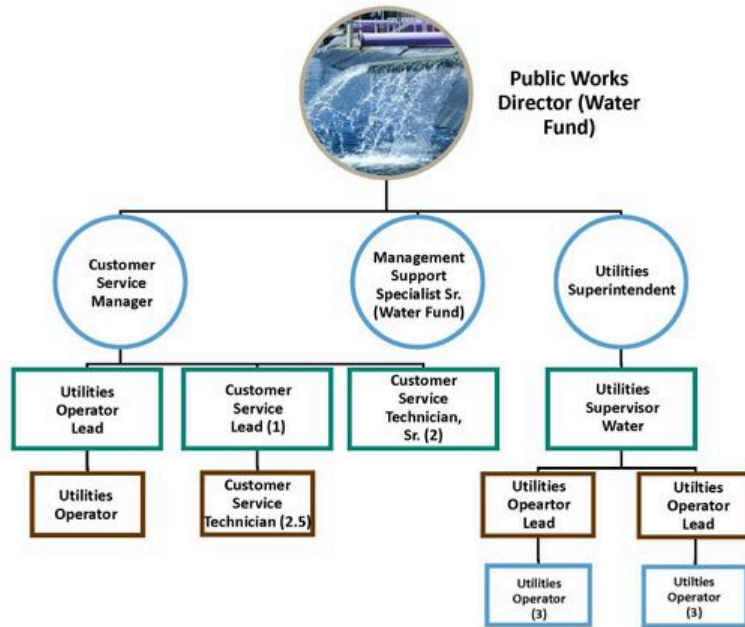 Public Works
Director (Water
Fund)
Customer
Service
Manager
Management
Support
Specialist Sr.
(Water Fund)
Utilities
Superintendent
Utilities
Operator
Lead
Customer
Service
Lead (1)
Customer
Service
Technician,
Sr. (2)
Utilities
Supervisor
Water
Utilities
Operator
Customer
Service
Technician (2.5)
Utilities
Opeartor
Lead
Utilities
Operator
Lead
Utilities
Operator
(3)
Utilties
Operator
(3)